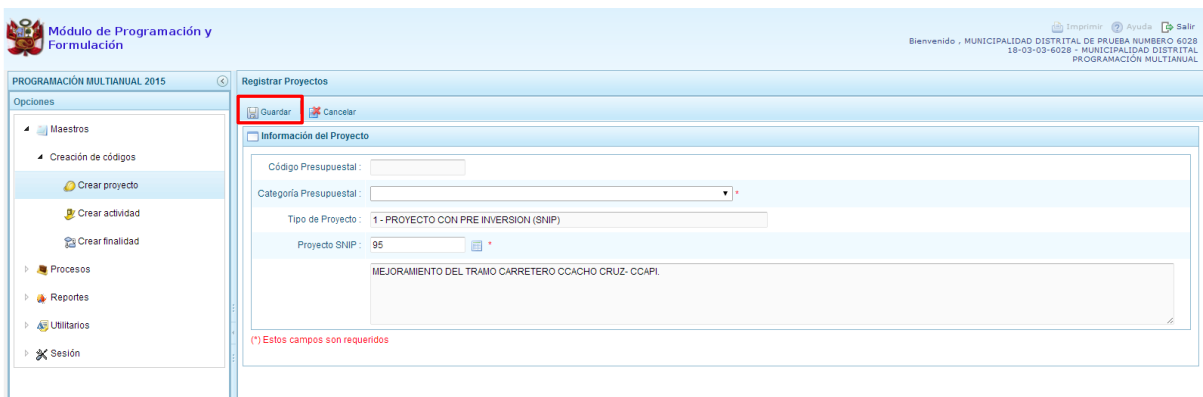 Módulo de Programación y
Formulación
Imprimir Ayuda Salir
Bienvenido , MUNICIPALIDAD DISTRITAL DE PRUEBA NUMBERO 6028
18-03-03-6028 - MUNICIPALIDAD DISTRITAL
PROGRAMACIÓN MULTIANUAL
PROGRAMACIÓN MULTIANUAL 2015
Opciones
Maestros
Creación de códigos
Crear proyecto
Crear actividad
Crear finalidad
Procesos
Reportes
Utilitarios
Sesión
Registrar Proyectos
Guardar Cancelar
Información del Proyecto
Código Presupuestal :
Categoría Presupuestal : *
Tipo de Proyecto : 1 - PROYECTO CON PRE INVERSION (SNIP)
Proyecto SNIP : 95 *
MEJORAMIENTO DEL TRAMO CARRETERO CCACHO CRUZ- CCAPI.
(*) Estos campos son requeridos